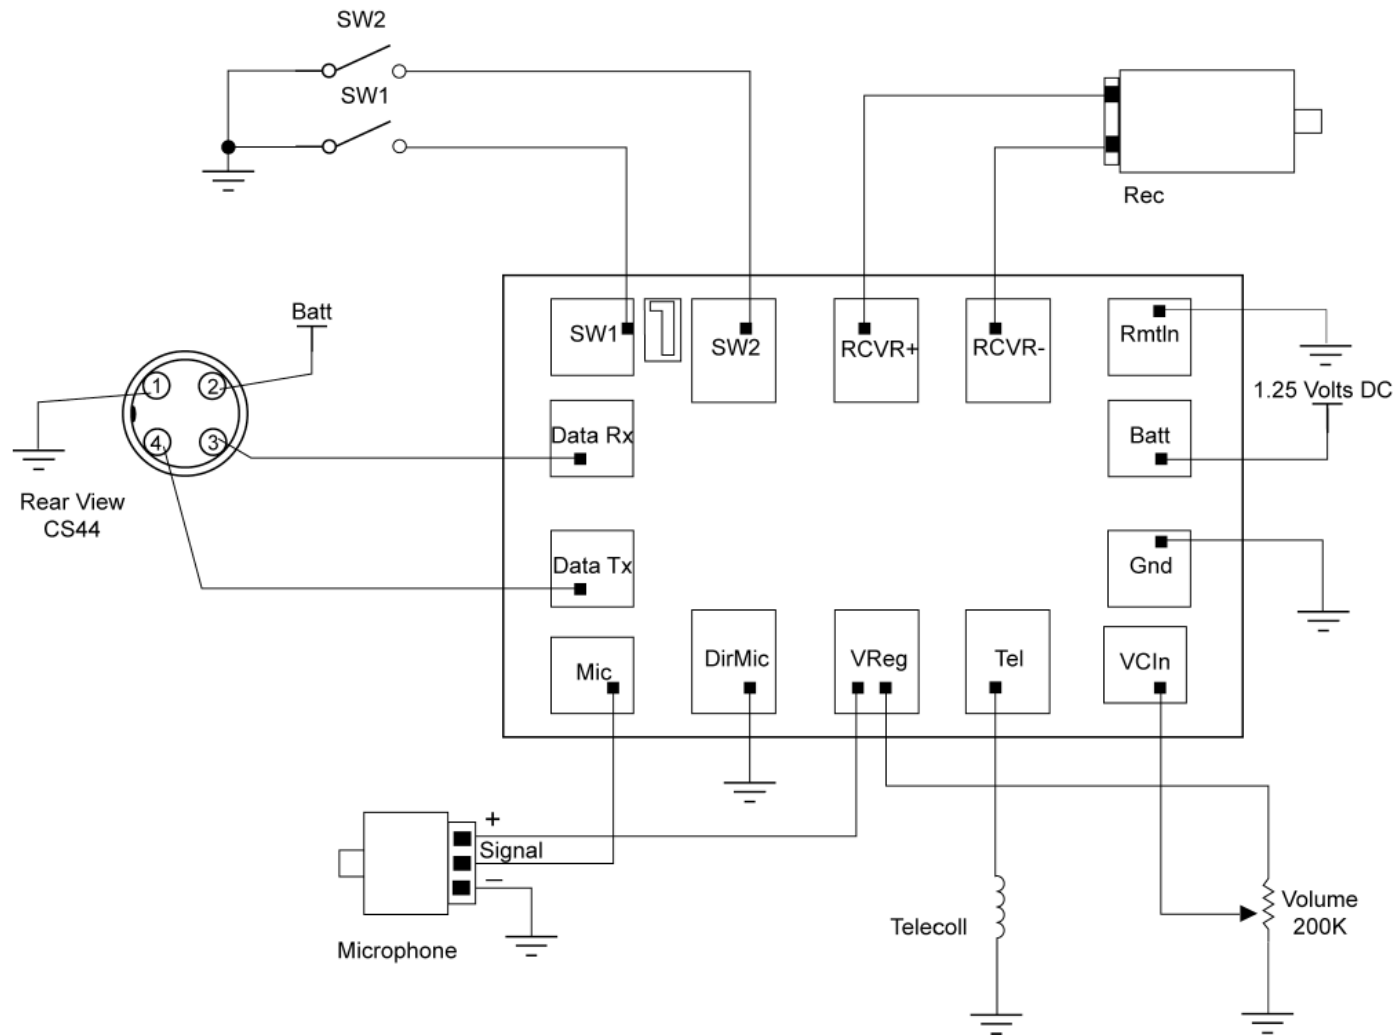 SW2
SW1
Rec
Batt
SW1
SW2
RCVR+
RCVR-
RmtIn
1.25 Volts DC
1
2
4
3
Data Rx
Batt
Rear View
CS44
Data Tx
Gnd
Mic
DirMic
VReg
Tel
VCIn
+
Signal
–
Microphone
Telecoll
Volume
200K